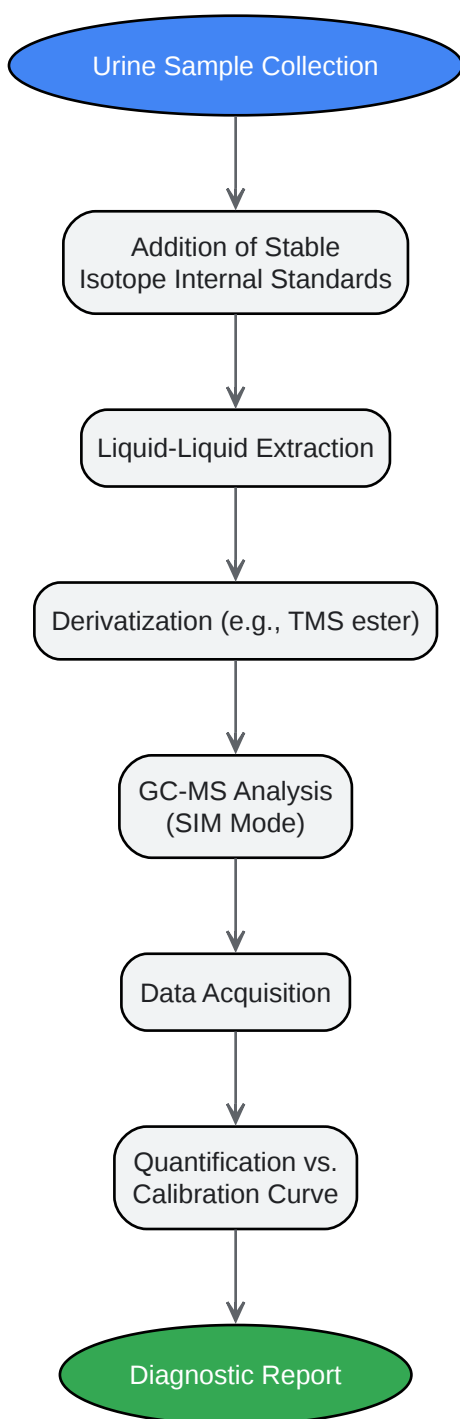 Urine Sample Collection
Addition of Stable
Isotope Internal Standards
Liquid-Liquid Extraction
Derivatization (e.g., TMS ester)
GC-MS Analysis
(SIM Mode)
Data Acquisition
Quantification vs.
Calibration Curve
Diagnostic Report